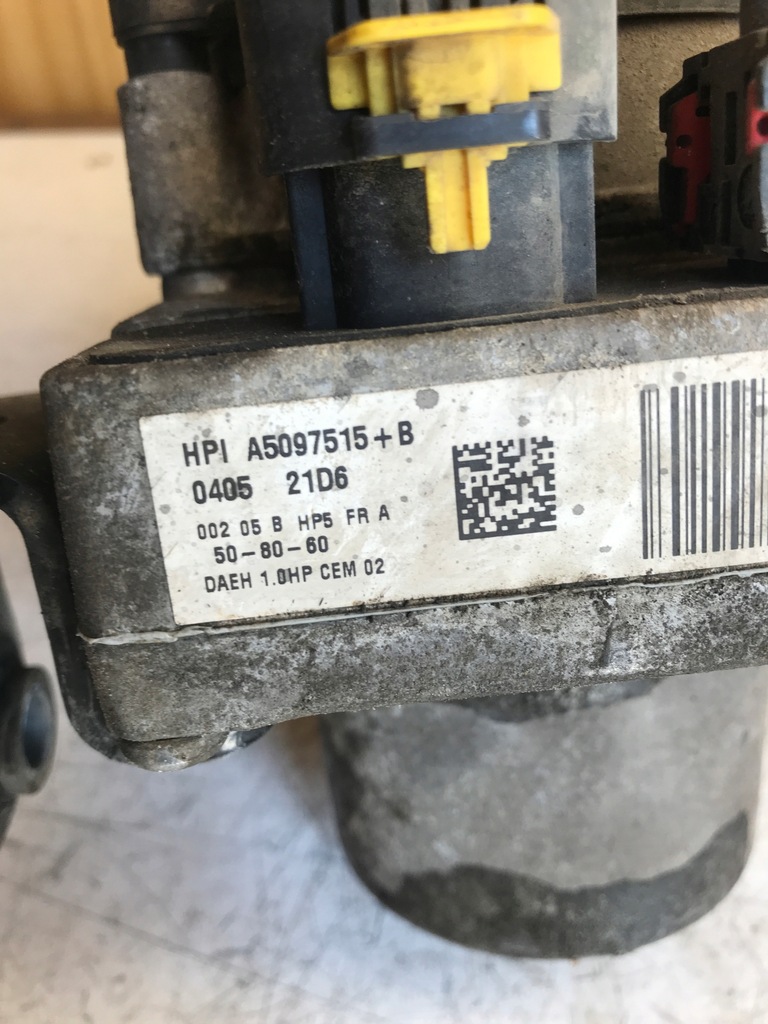 HPI A5097515+B
0405 21D6
002 05 B HP5 FR A
50-80-60
DAEH 1.0HP CEM 02